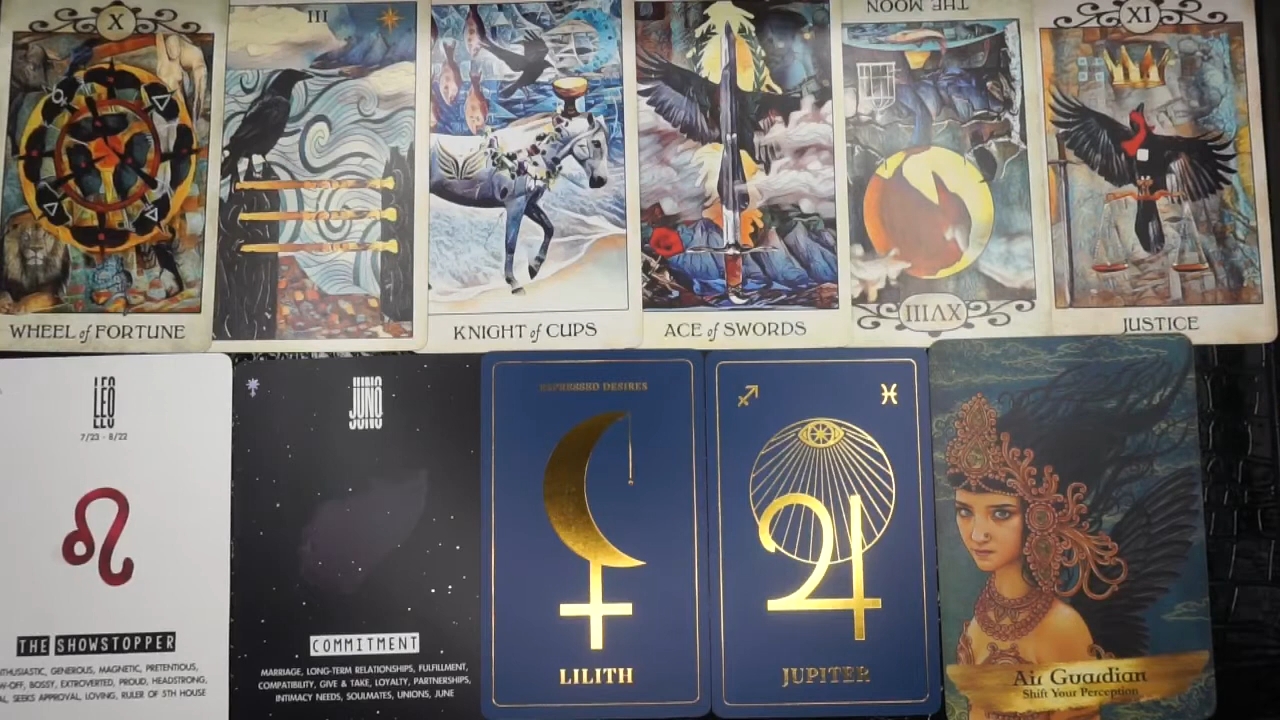 X
WHEEL of FORTUNE
III
KNIGHT of CUPS
ACE of SWORDS
THE MOON
XVIII
XI
JUSTICE
LEO
7/23 - 8/22
THE SHOWSTOPPER
GENEROUS, MAGNETIC, PRETENTIOUS,
BOSSY, EXTROVERTED, PROUD, HEADSTRONG,
SEEKS APPROVAL, LOVING, RULER OF 5TH HOUSE
JUNO
COMMITMENT
MARRIAGE, LONG-TERM RELATIONSHIPS, FULFILLMENT,
COMPATIBILITY, GIVE & TAKE, LOYALTY, PARTNERSHIPS,
INTIMACY NEEDS, SOULMATES, UNIONS, JUNE
DESIRES
LILITH
JUPITER
Air Guardian
Shift Your Perception